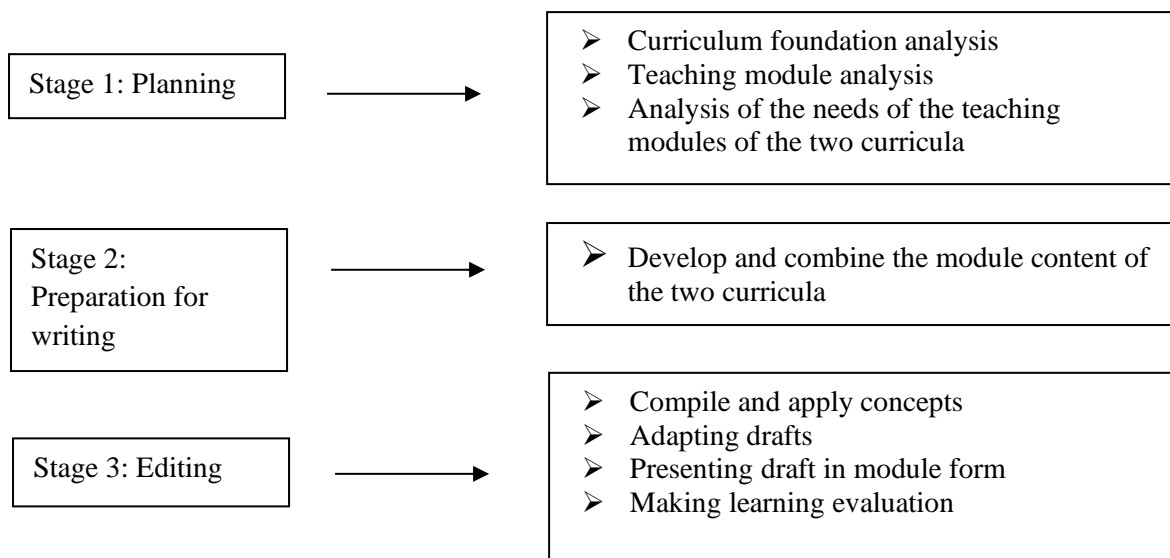 Stage 1: Planning
➢ Curriculum foundation analysis
➢ Teaching module analysis
➢ Analysis of the needs of the teaching
modules of the two curricula
Stage 2:
Preparation for
writing
➢ Develop and combine the module content of
the two curricula
Stage 3: Editing
➢ Compile and apply concepts
➢ Adapting drafts
➢ Presenting draft in module form
➢ Making learning evaluation